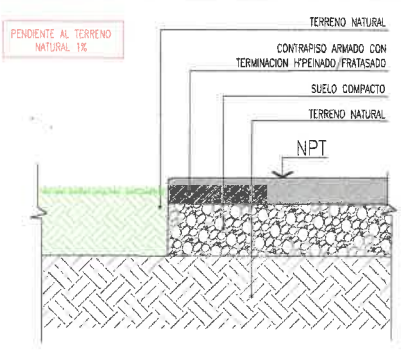 TERRENO NATURAL
PENDIENTE AL TERRENO
NATURAL 1%
CONTRAPISO ARMADO CON
TERMINACION H°PEINADO/FRATASADO
SUELO COMPACTO
TERRENO NATURAL
NPT